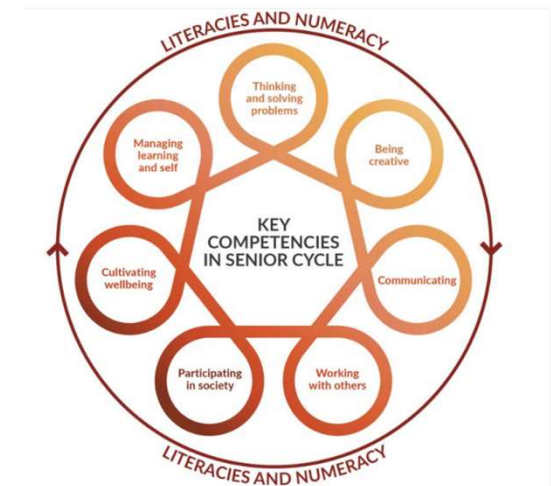 LITERACIES AND NUMERACY
Thinking
and solving
problems
Being
creative
Communicating
Working
with others
Participating
in society
Cultivating
wellbeing
Managing
learning
and self
KEY
COMPETENCIES
IN SENIOR CYCLE
LITERACIES AND NUMERACY